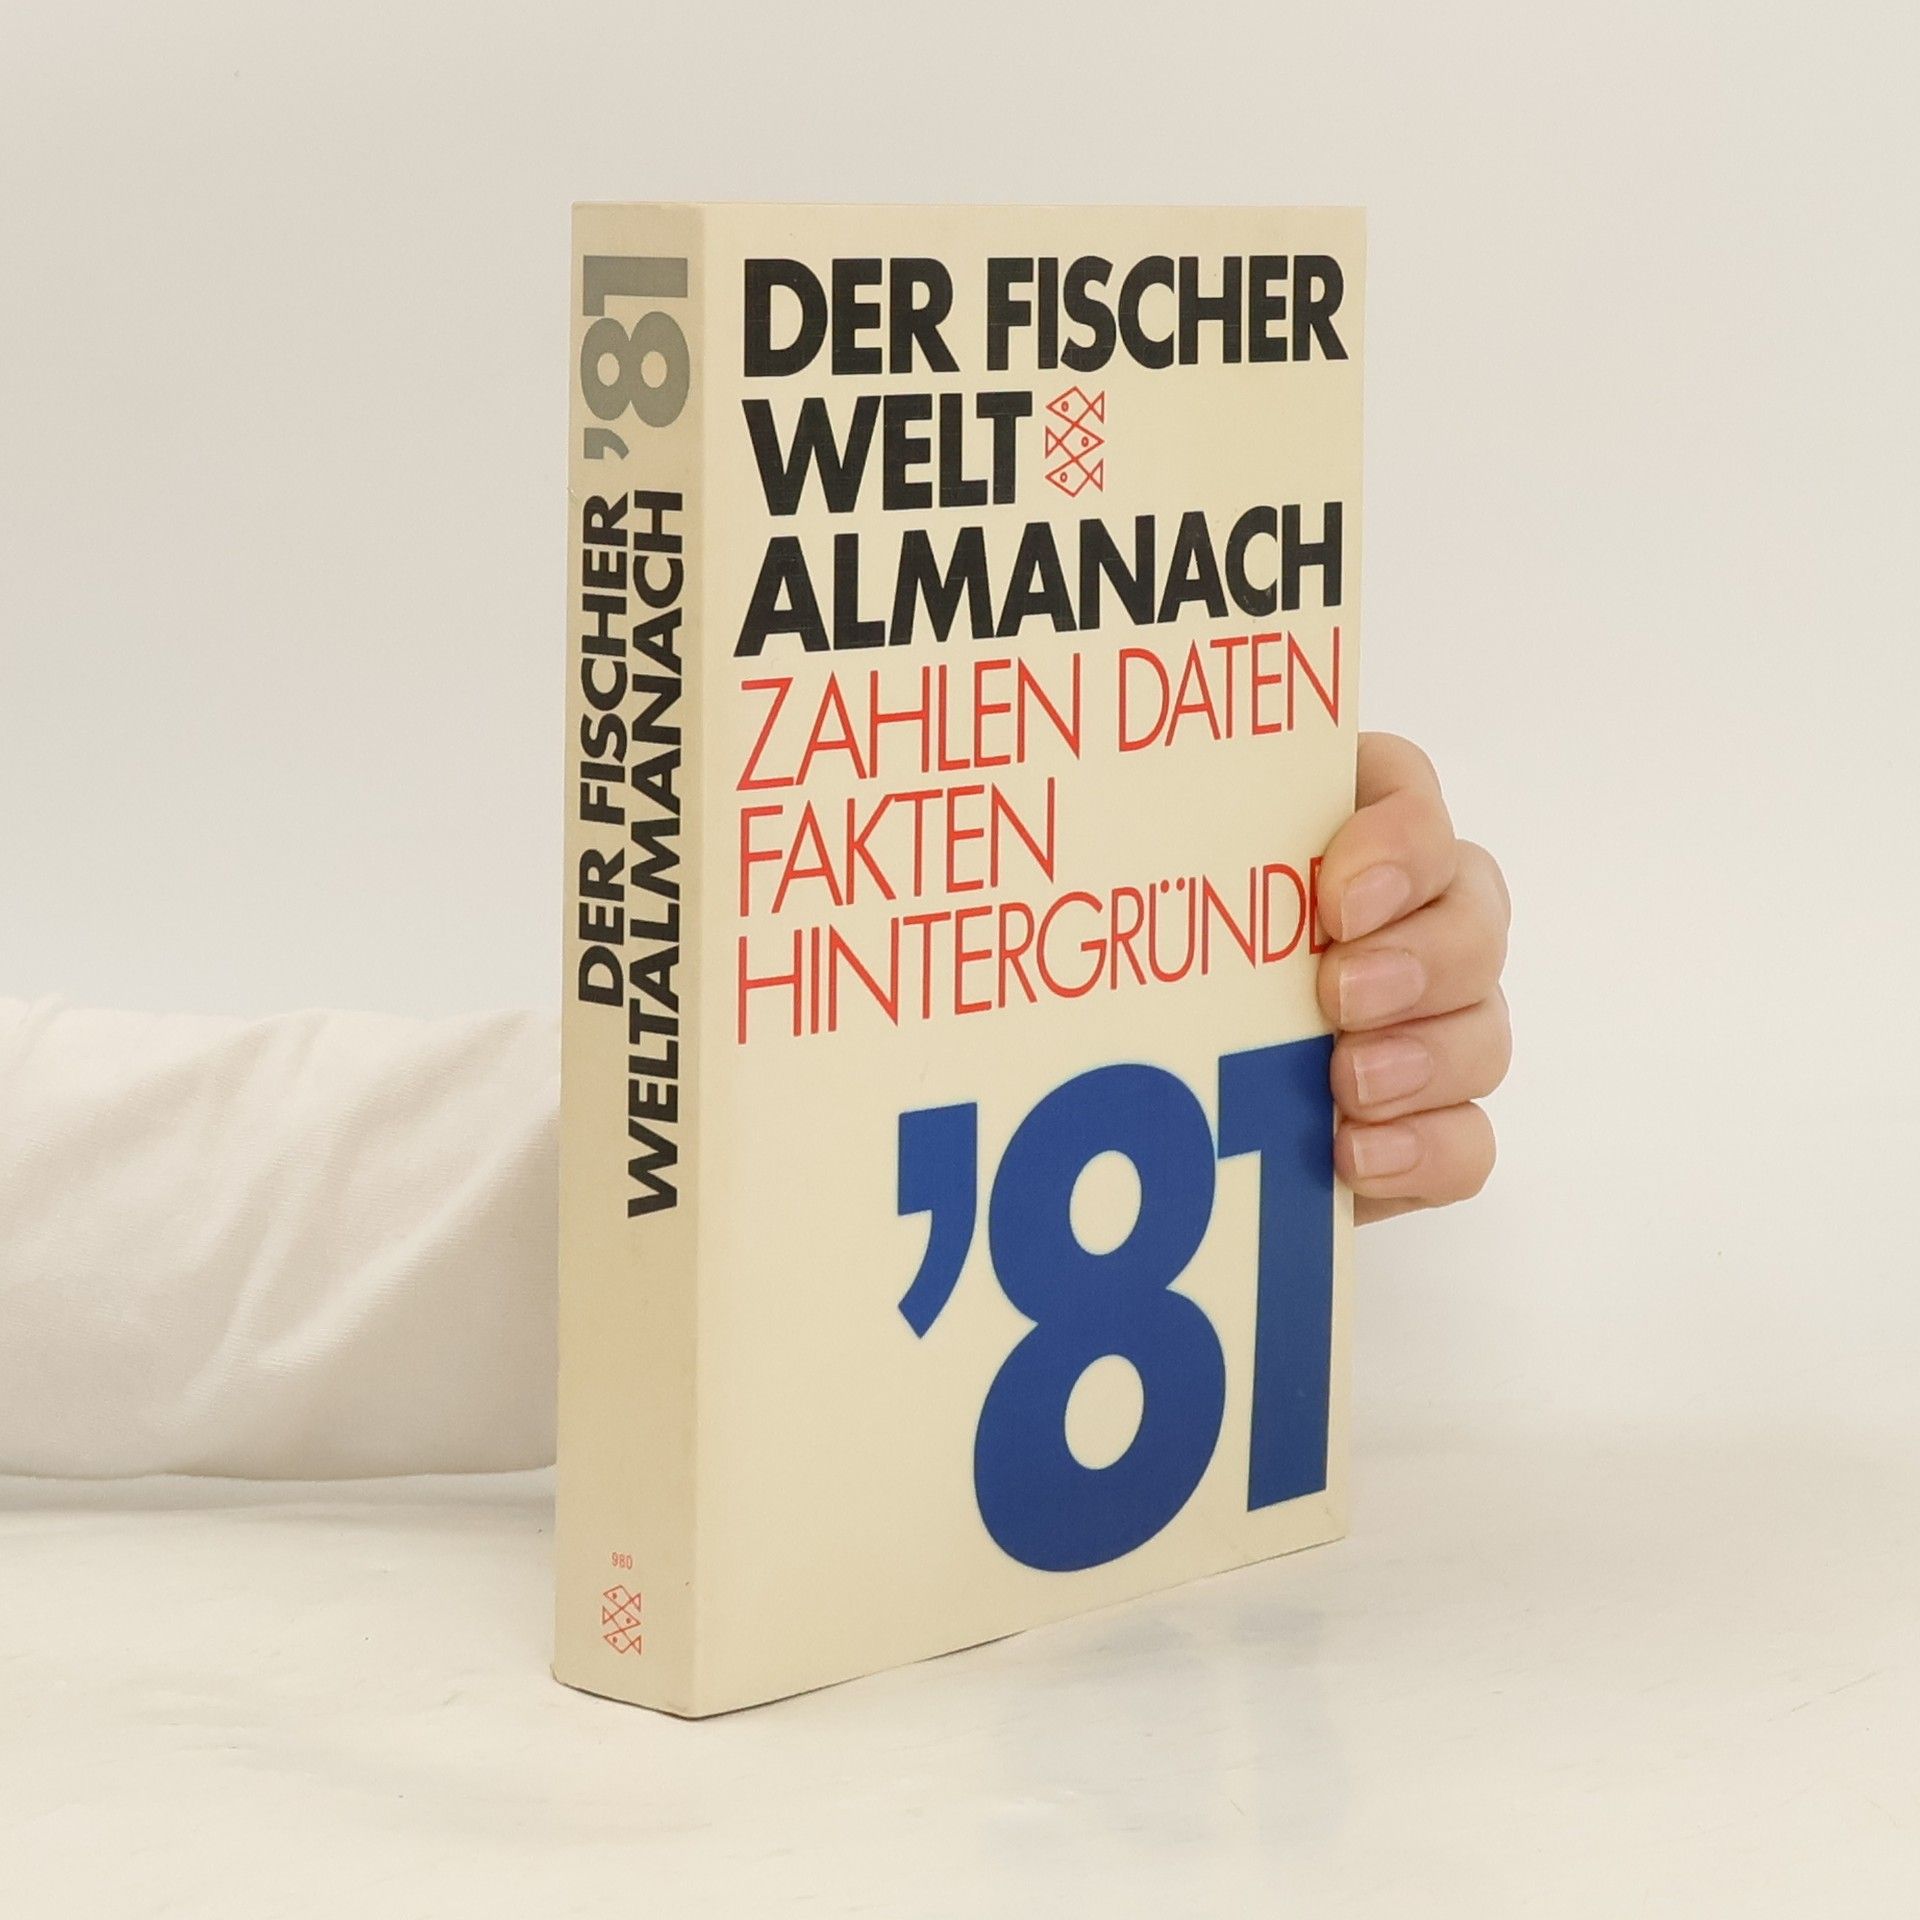 DER FISCHER
WELT
ALMANACH
ZAHLEN DATEN
FAKTEN
HINTERGRÜNDE
'81
DER FISCHER
WELTALMANACH
'81
980